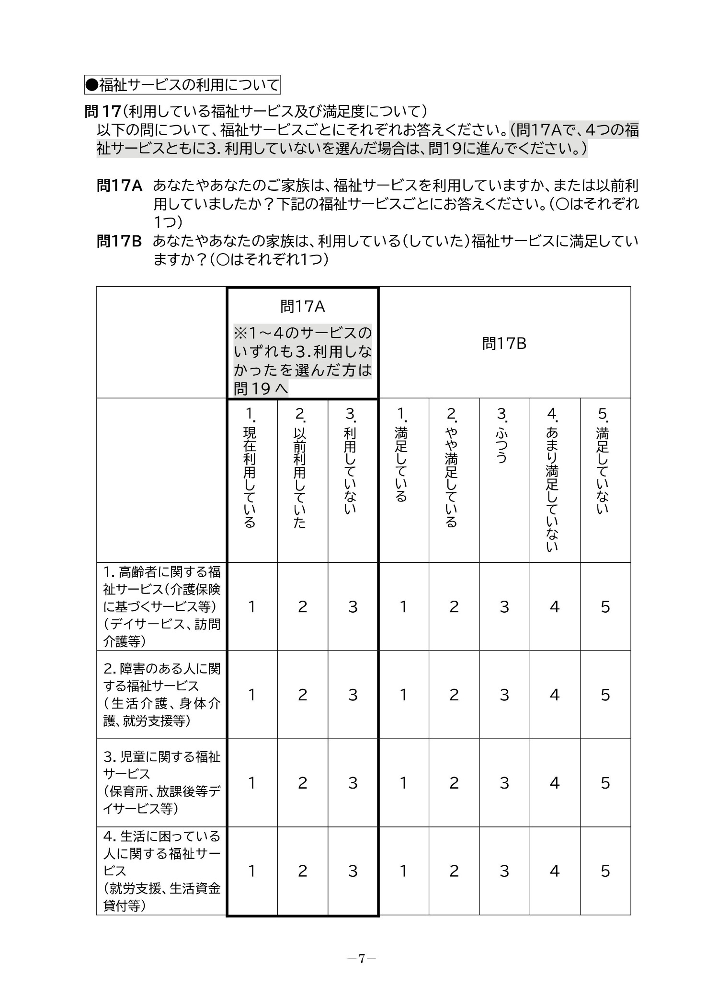 ●福祉サービスの利用について
問17(利用している福祉サービス及び満足度について)
以下の問について、福祉サービスごとにそれぞれお答えください。(問17Aで、4つの福
祉サービスともに3.利用していないを選んだ場合は、問19に進んでください。)
問17A あなたやあなたのご家族は、福祉サービスを利用していますか、または以前利
用していましたか?下記の福祉サービスごとにお答えください。(○はそれぞれ
1つ)
問17B あなたやあなたの家族は、利用している(していた)福祉サービスに満足してい
ますか?(○はそれぞれ1つ)
問17A
※1~4のサービスの
いずれも3.利用しな
かったを選んだ方は
問19へ
問17B
1.現在利用している
2.以前利用していた
3.利用していない
1.満足している
2.やや満足している
3.ふつう
4.あまり満足していない
5.満足していない
1.高齢者に関する福
祉サービス(介護保険
に基づくサービス等)
(デイサービス、訪問
介護等)
1 2 3 1 2 3 4 5
2.障害のある人に関
する福祉サービス
(生活介護、身体介
護、就労支援等)
1 2 3 1 2 3 4 5
3.児童に関する福祉
サービス
(保育所、放課後等デ
イサービス等)
1 2 3 1 2 3 4 5
4.生活に困っている
人に関する福祉サー
ビス
(就労支援、生活資金
貸付等)
1 2 3 1 2 3 4 5
－7－